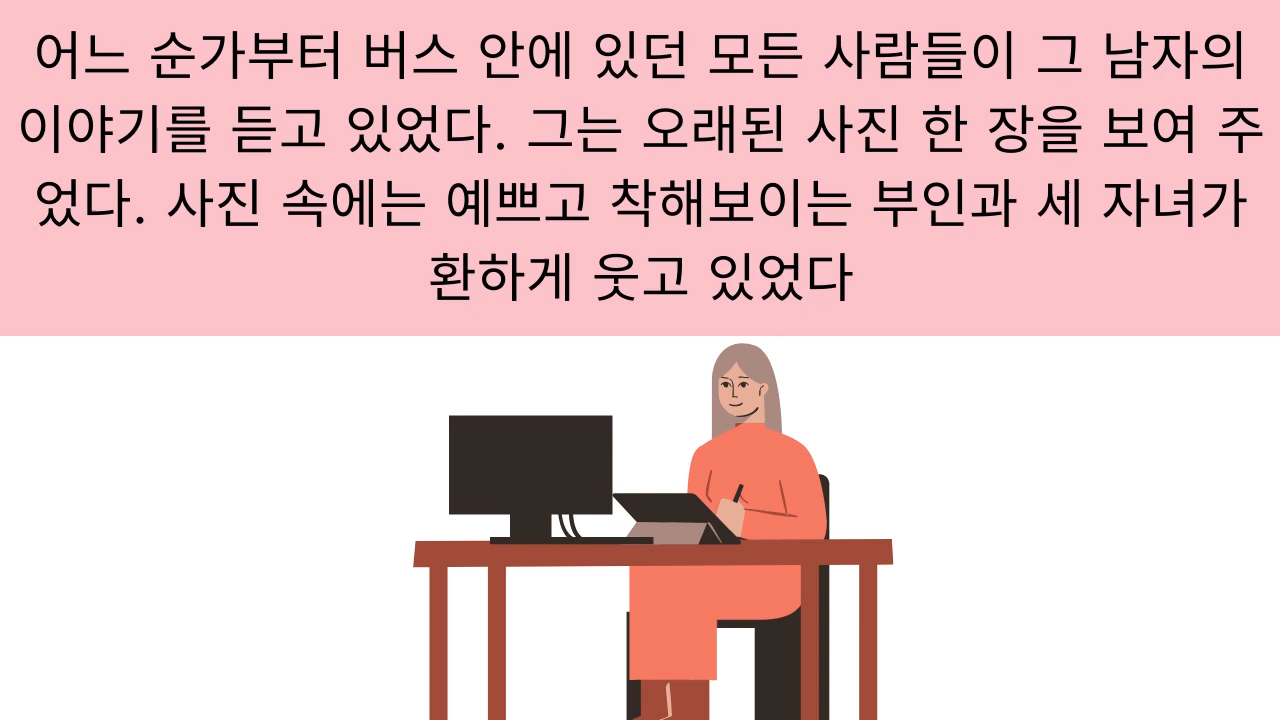 어느 순가부터 버스 안에 있던 모든 사람들이 그 남자의
이야기를 듣고 있었다. 그는 오래된 사진 한 장을 보여 주
었다. 사진 속에는 예쁘고 착해보이는 부인과 세 자녀가
환하게 웃고 있었다